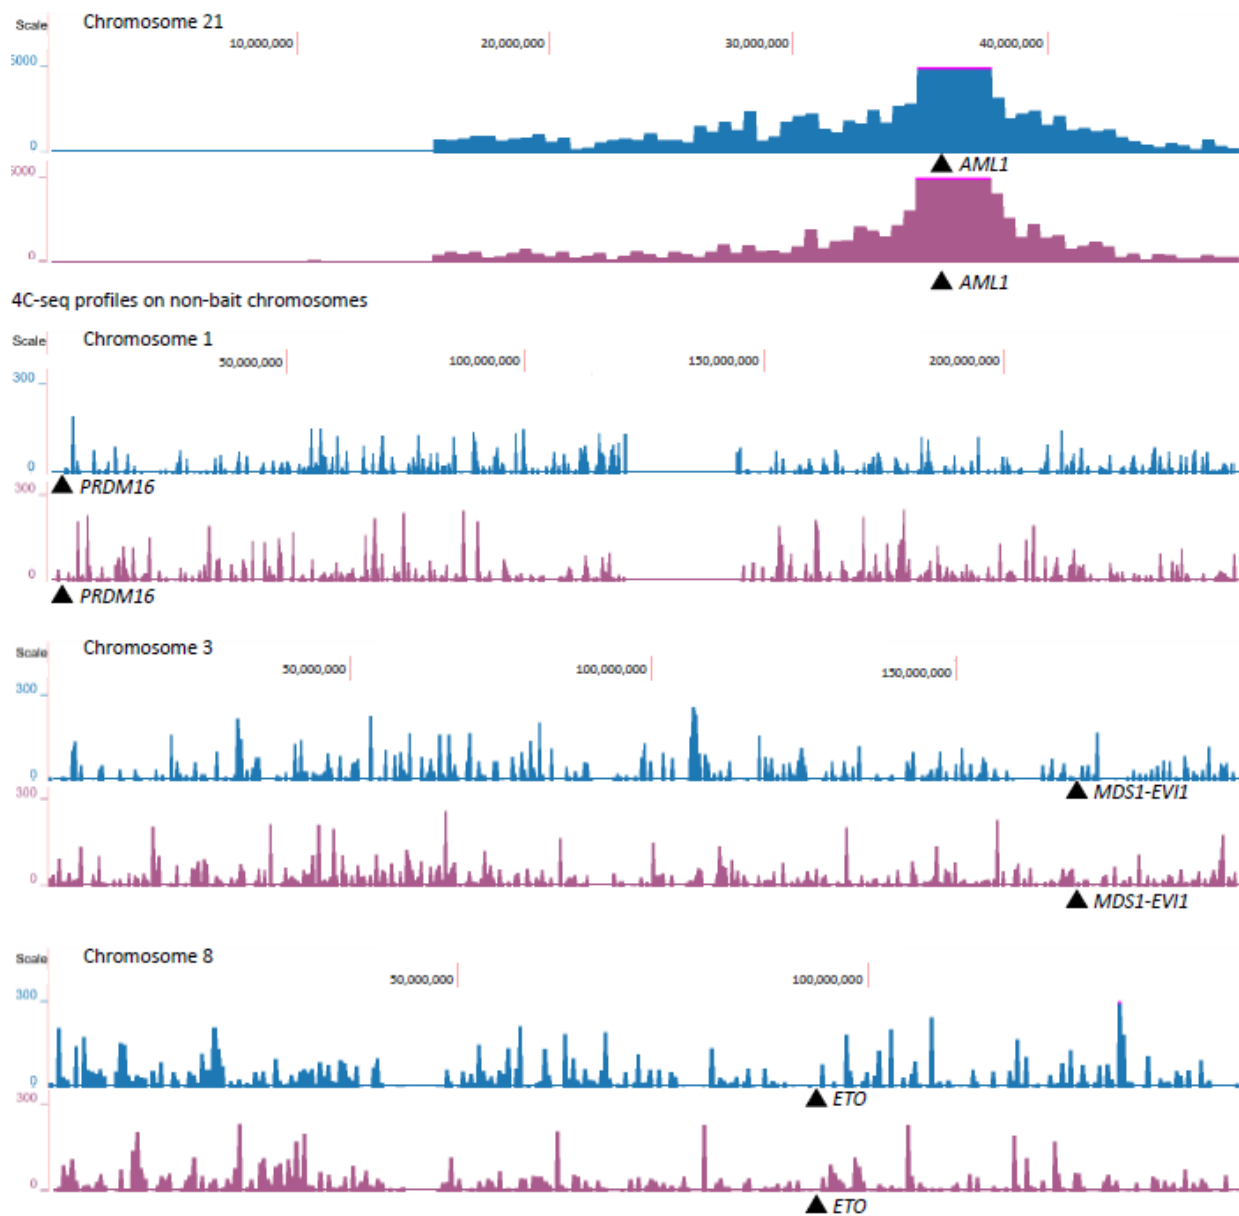 Scale Chromosome 21
10,000,000 20,000,000 30,000,000 40,000,000
5000
0
AML1
5000
0
AML1
4C-seq profiles on non-bait chromosomes
Scale Chromosome 1
50,000,000 100,000,000 150,000,000 200,000,000
300
0
PRDM16
300
0
PRDM16
Scale Chromosome 3
50,000,000 100,000,000 150,000,000
300
0
MDS1-EVI1
300
0
MDS1-EVI1
Scale Chromosome 8
50,000,000 100,000,000
300
0
ETO
300
0
ETO